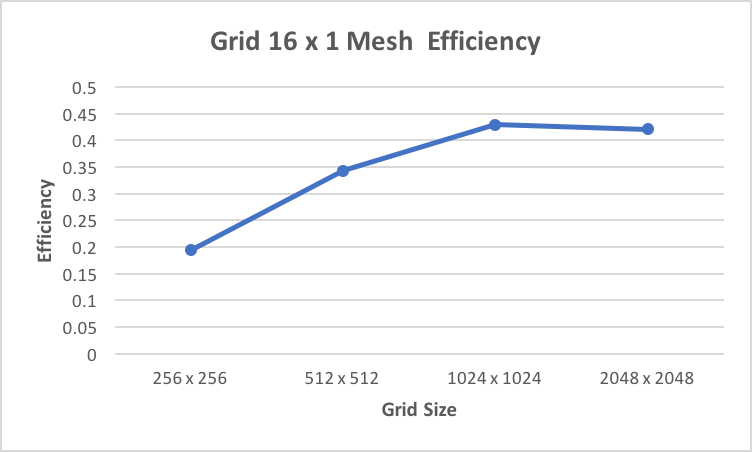 Grid 16 x 1 Mesh  Efficiency
0.5
0.45
0.4
0.35
0.3
0.25
0.2
0.15
0.1
0.05
0
Efficiency
256 x 256 512 x 512 1024 x 1024 2048 x 2048
Grid Size